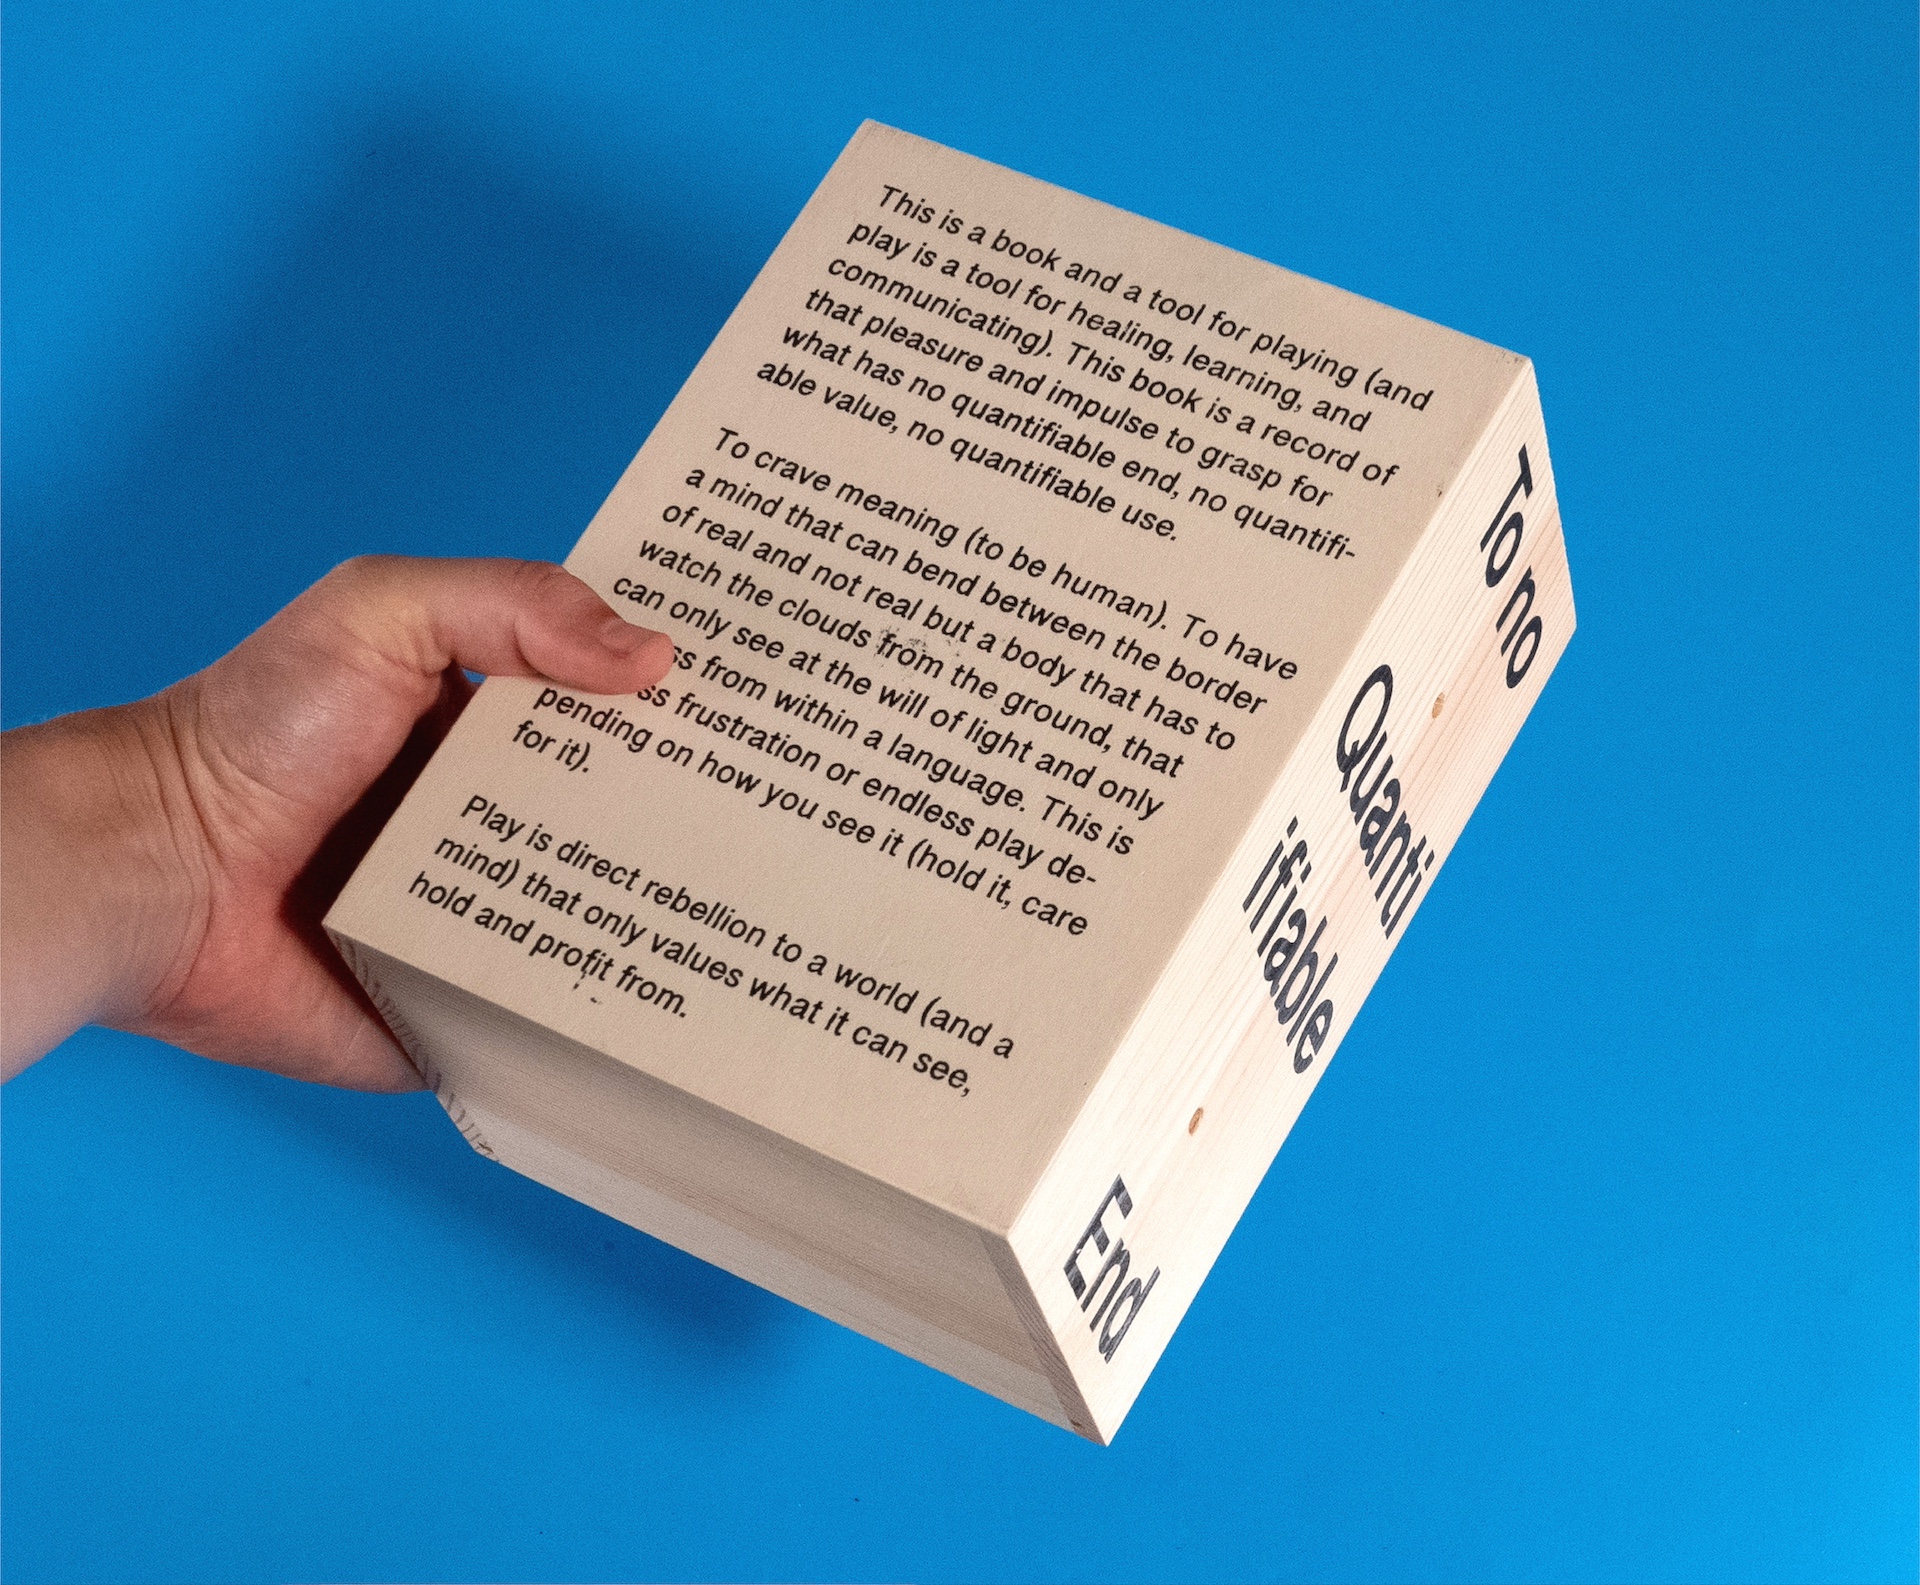 This is a book and a tool for playing (and
play is a tool for healing, learning, and
communicating). This book is a record of
that pleasure and impulse to grasp for
what has no quantifiable end, no quantifi-
able value, no quantifiable use.
To crave meaning (to be human). To have
a mind that can bend between the border
of real and not real but a body that has to
watch the clouds from the ground, that
can only see at the will of light and only
from within a language. This is
frustration or endless play de-
pending on how you see it (hold it, care
for it).
Play is direct rebellion to a world (and a
mind) that only values what it can see,
hold and profit from.
To no
Quanti
ifiable
End